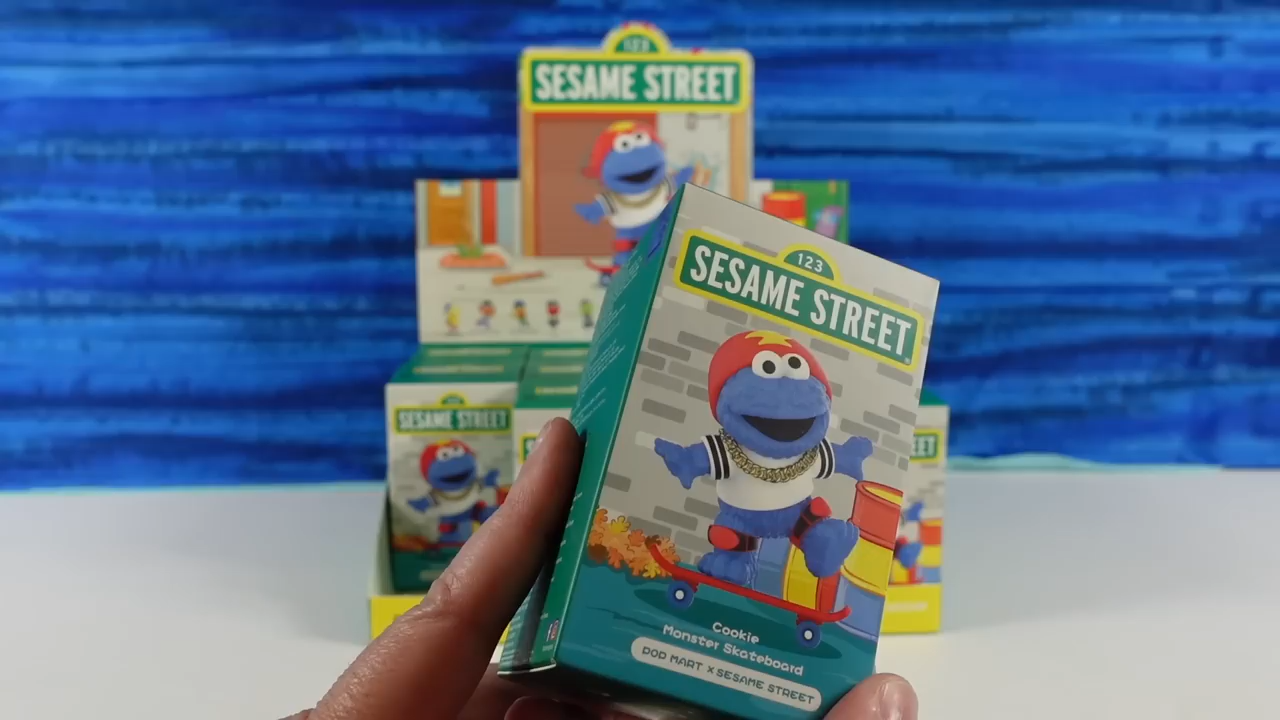 123
SESAME STREET
123
SESAME STREET
Cookie
Monster Skateboard
POP MART X SESAME STREET
SESAME STREET